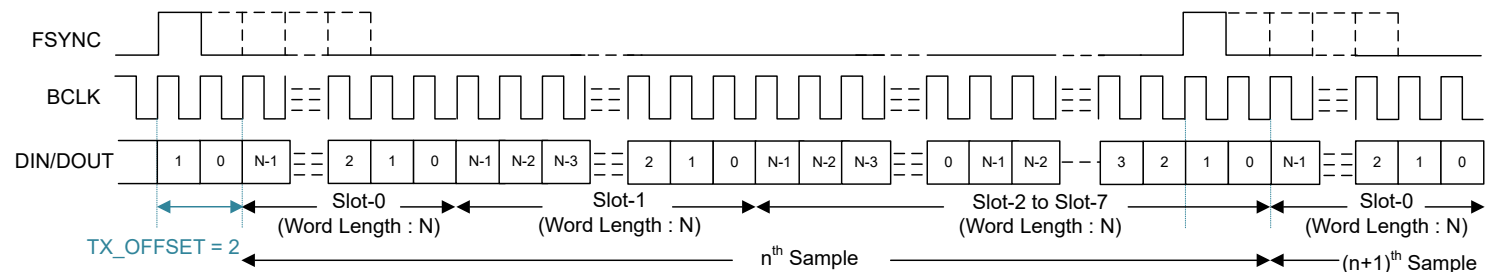 FSYNC
BCLK
DIN/DOUT
1 0 N-1 2 1 0 N-1 N-2 N-3 2 1 0 N-1 N-2 N-3 0 N-1 N-2 3 2 1 0 N-1 2 1 0
Slot-0 Slot-1 Slot-2 to Slot-7 Slot-0
(Word Length : N) (Word Length : N) (Word Length : N) (Word Length : N)
TX_OFFSET = 2
nth Sample (n+1)th Sample